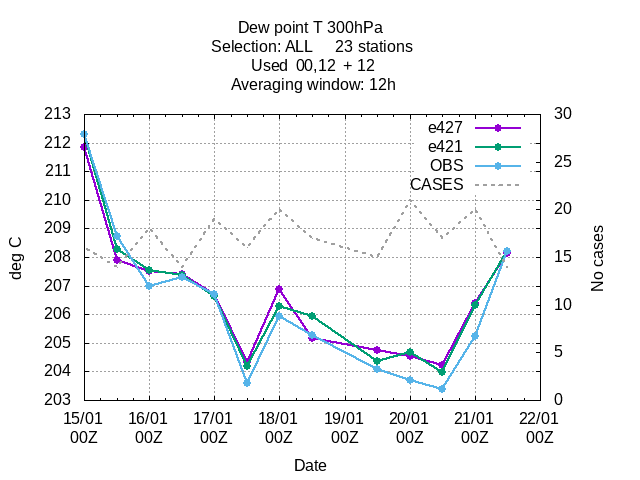 Dew point T 300hPa
Selection: ALL 23 stations
Used 00,12 + 12
Averaging window: 12h
213
212
211
210
209
208
207
206
205
204
203
deg C
30
25
20
15
10
5
0
No cases
e427
e421
OBS
CASES
15/01 16/01 17/01 18/01 19/01 20/01 21/01 22/01
00Z 00Z 00Z 00Z 00Z 00Z 00Z 00Z
Date